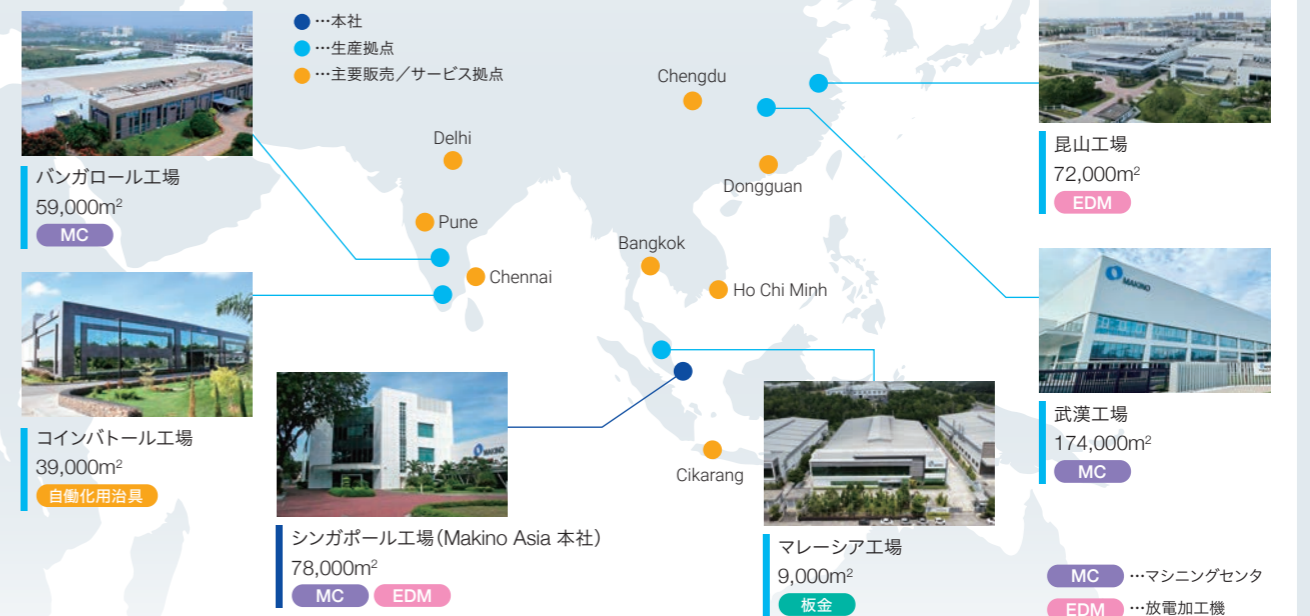 ●…本社
●…生産拠点
●…主要販売／サービス拠点
Chengdu
Delhi
Dongguan
Pune
Bangkok
Chennai
Ho Chi Minh
Cikarang
バンガロール工場
59,000m²
MC
コインバトール工場
39,000m²
自働化用治具
MAKINO
シンガポール工場（Makino Asia 本社）
78,000m²
MC EDM
マレーシア工場
9,000m²
板金
昆山工場
72,000m²
EDM
MAKINO
武漢工場
174,000m²
MC
MC …マシニングセンタ
EDM …放電加工機